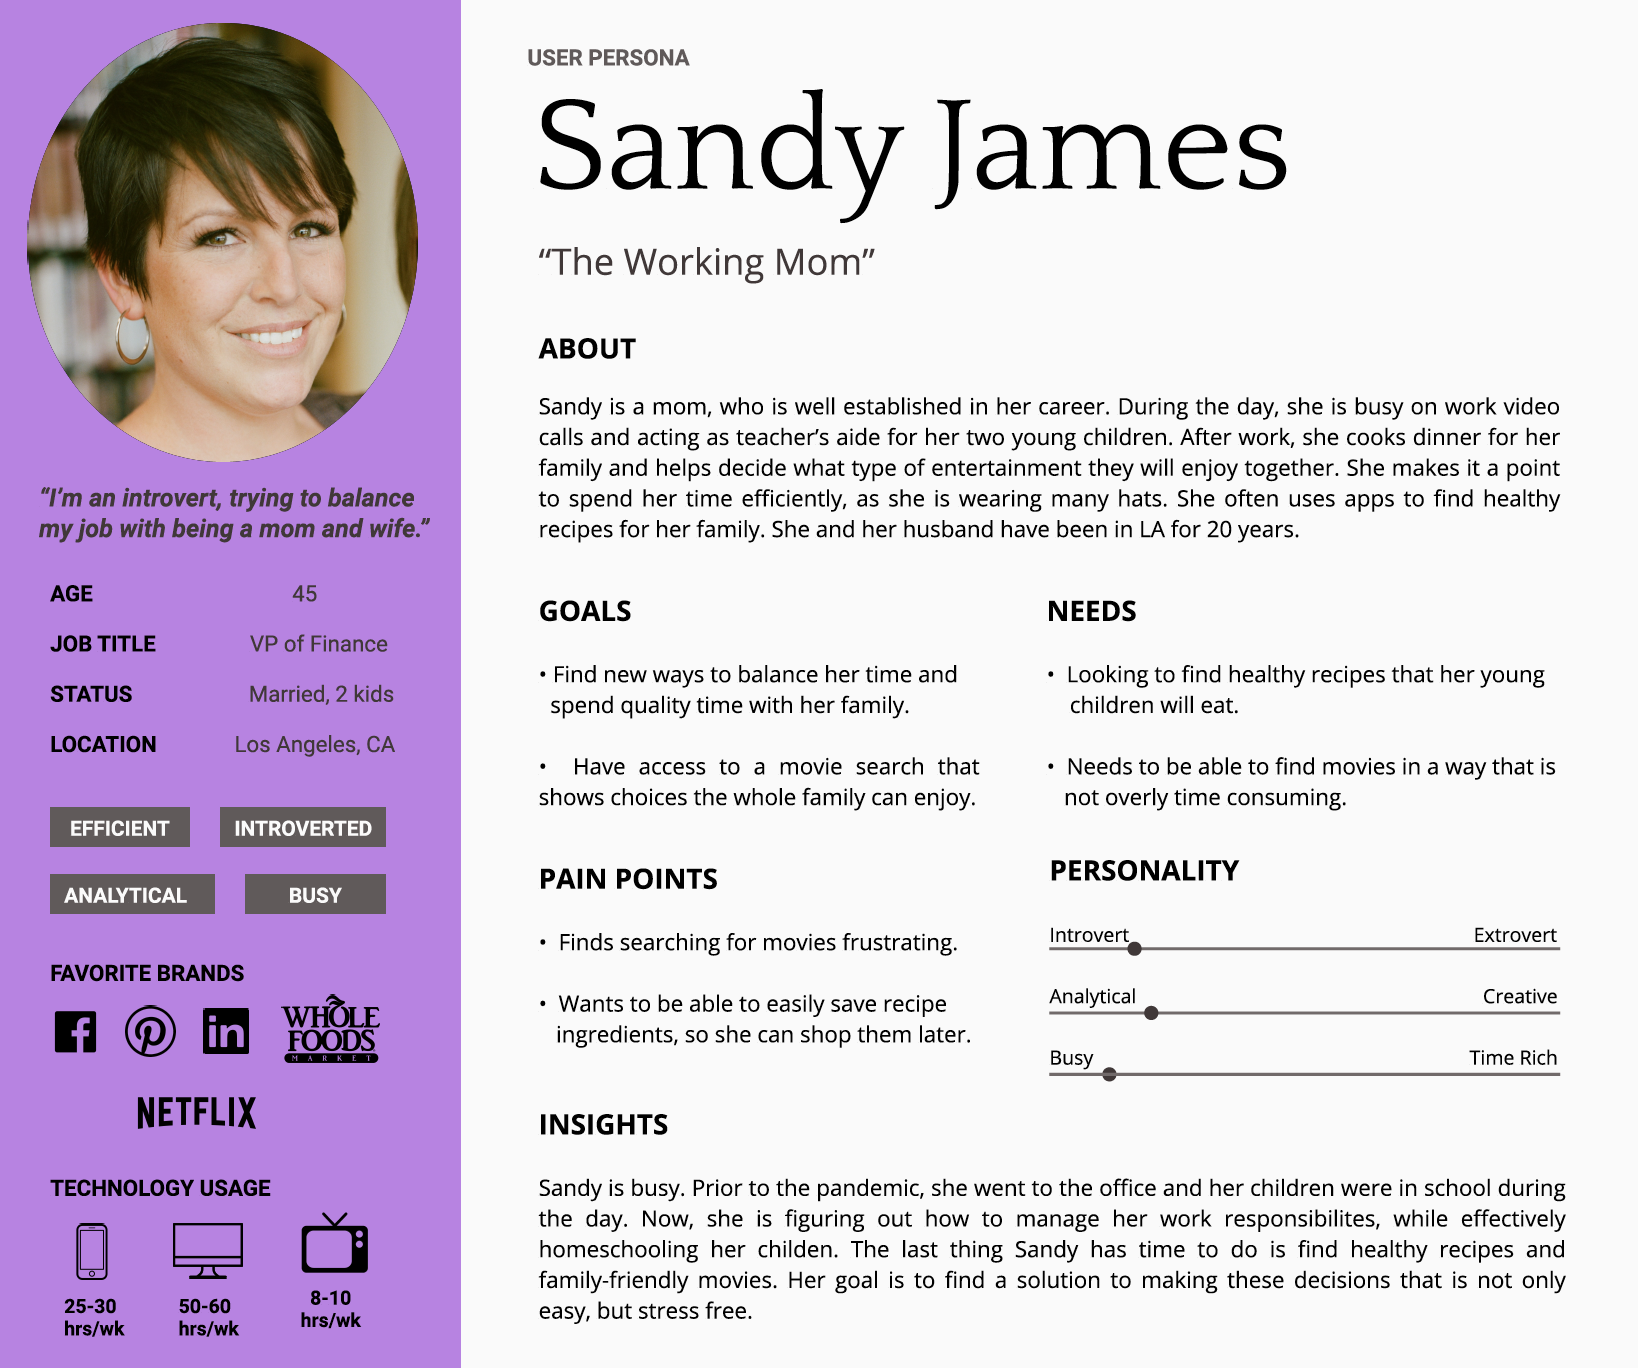 “I’m an introvert, trying to balance
my job with being a mom and wife.”
AGE 45
JOB TITLE VP of Finance
STATUS Married, 2 kids
LOCATION Los Angeles, CA
EFFICIENT INTROVERTED
ANALYTICAL BUSY
FAVORITE BRANDS
f P in WHOLE
FOODS
MARKET
NETFLIX
TECHNOLOGY USAGE
25-30
hrs/wk
50-60
hrs/wk
8-10
hrs/wk
USER PERSONA
Sandy James
“The Working Mom”
ABOUT
Sandy is a mom, who is well established in her career. During the day, she is busy on work video
calls and acting as teacher’s aide for her two young children. After work, she cooks dinner for her
family and helps decide what type of entertainment they will enjoy together. She makes it a point
to spend her time efficiently, as she is wearing many hats. She often uses apps to find healthy
recipes for her family. She and her husband have been in LA for 20 years.
GOALS
• Find new ways to balance her time and
spend quality time with her family.
• Have access to a movie search that
shows choices the whole family can enjoy.
NEEDS
• Looking to find healthy recipes that her young
children will eat.
• Needs to be able to find movies in a way that is
not overly time consuming.
PAIN POINTS
• Finds searching for movies frustrating.
• Wants to be able to easily save recipe
ingredients, so she can shop them later.
PERSONALITY
Introvert Extrovert
Analytical Creative
Busy Time Rich
INSIGHTS
Sandy is busy. Prior to the pandemic, she went to the office and her children were in school during
the day. Now, she is figuring out how to manage her work responsibilites, while effectively
homeschooling her childen. The last thing Sandy has time to do is find healthy recipes and
family-friendly movies. Her goal is to find a solution to making these decisions that is not only
easy, but stress free.